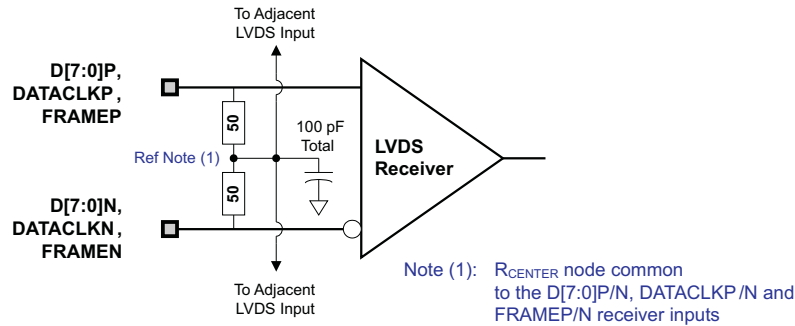 To Adjacent
LVDS Input
D[7:0]P,
DATACLKP,
FRAMEP
50
100 pF
Total
LVDS
Receiver
Ref Note (1)
50
D[7:0]N,
DATACLKN,
FRAMEN
To Adjacent
LVDS Input
Note (1): RCENTER node common
to the D[7:0]P/N, DATACLKP/N and
FRAMEP/N receiver inputs